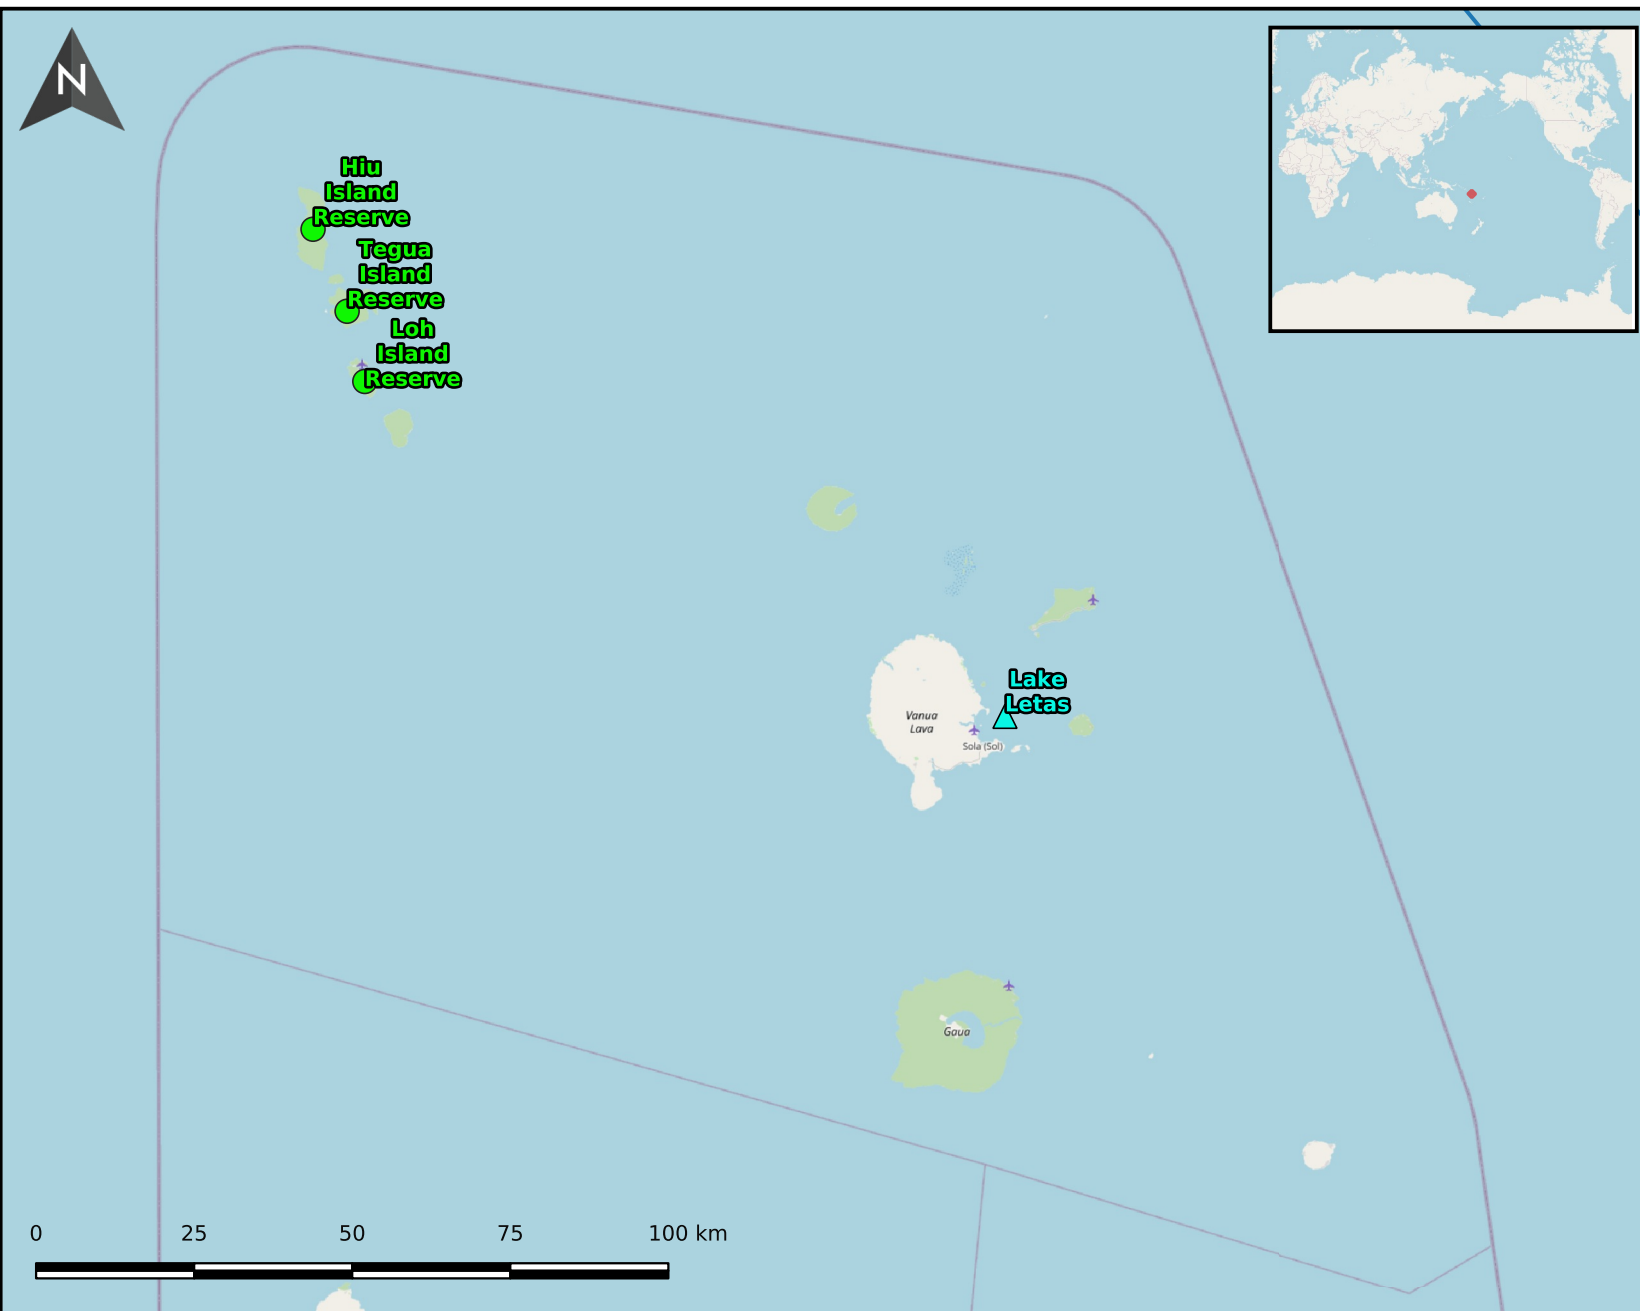 N
Hiu
Island
Reserve
Tegua
Island
Reserve
Loh
Island
Reserve
Lake
Letas
Vanua
Lava
Sola (Sol)
Gaua
0 25 50 75 100 km